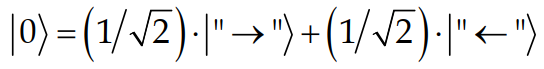 |0⟩ = (1/√2)·|"→"⟩ + (1/√2)·|"←"⟩